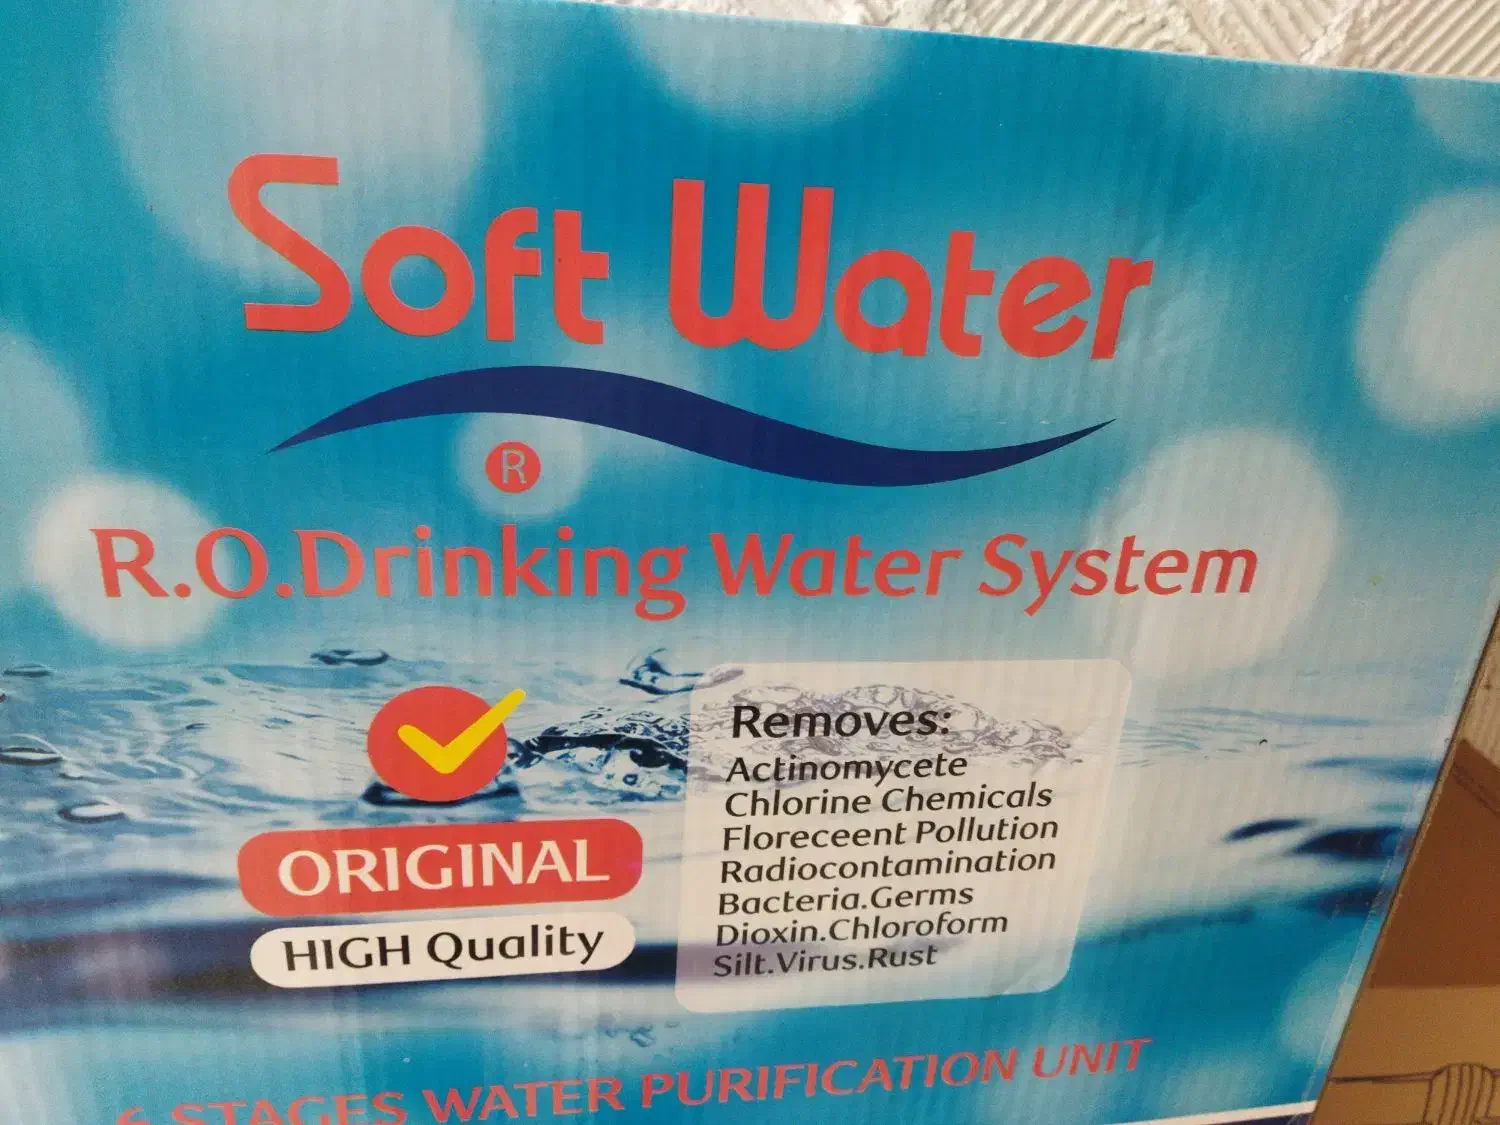 Soft Water
R
R.O.Drinking Water System
ORIGINAL
HIGH Quality
Removes:
Actinomycete
Chlorine Chemicals
Floreceent Pollution
Radiocontamination
Bacteria.Germs
Dioxin.Chloroform
Silt.Virus.Rust
6 STAGES WATER PURIFICATION UNIT